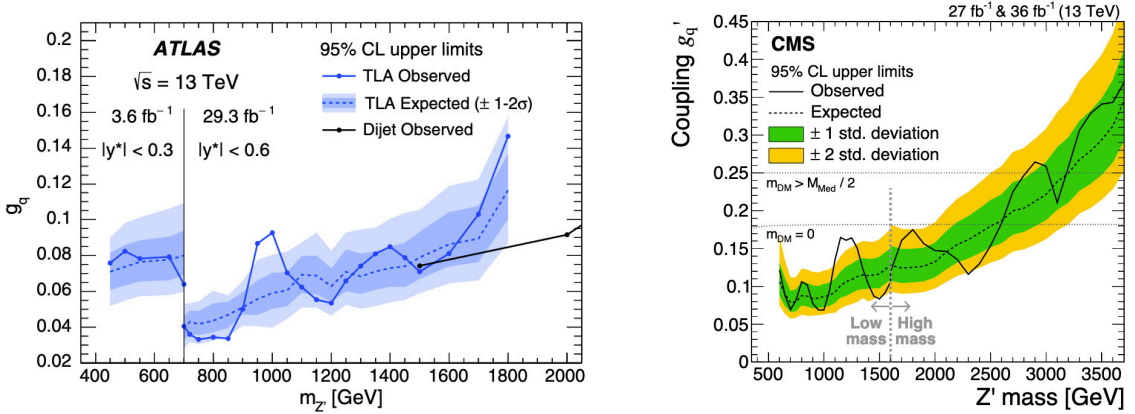 ATLAS
√s = 13 TeV
3.6 fb⁻¹
29.3 fb⁻¹
|y*| < 0.3
|y*| < 0.6
95% CL upper limits
TLA Observed
TLA Expected (± 1-2σ)
Dijet Observed
g_q
0.2
0.18
0.16
0.14
0.12
0.1
0.08
0.06
0.04
0.02
400 600 800 1000 1200 1400 1600 1800 2000
m_Z' [GeV]
27 fb⁻¹ & 36 fb⁻¹ (13 TeV)
CMS
95% CL upper limits
Observed
Expected
± 1 std. deviation
± 2 std. deviation
m_DM > M_Med / 2
m_DM = 0
Low mass
High mass
Coupling g_q'
0.45
0.40
0.35
0.30
0.25
0.20
0.15
0.10
0.05
0
500 1000 1500 2000 2500 3000 3500
Z' mass [GeV]